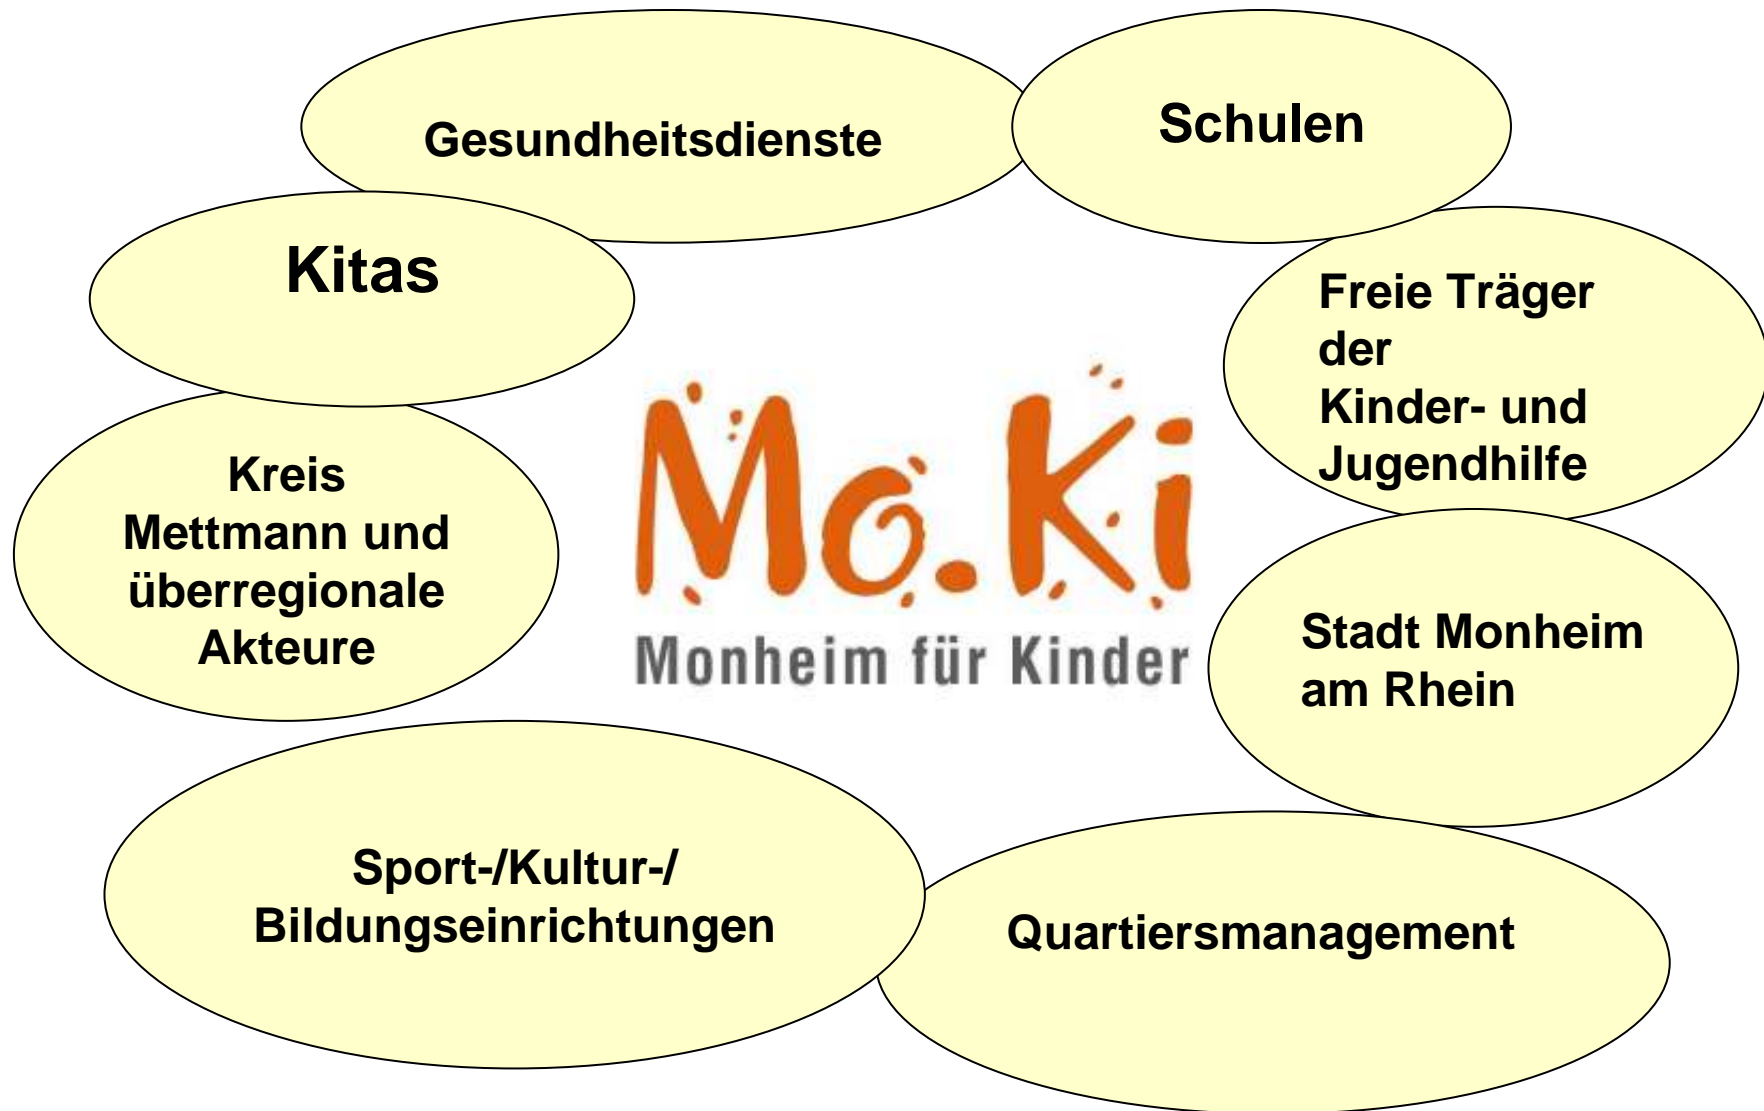 Gesundheitsdienste
Schulen
Kitas
Freie Träger
der
Kinder- und
Jugendhilfe
Kreis
Mettmann und
überregionale
Akteure
Mo.Ki
Monheim für Kinder
Stadt Monheim
am Rhein
Sport-/Kultur-/
Bildungseinrichtungen
Quartiersmanagement